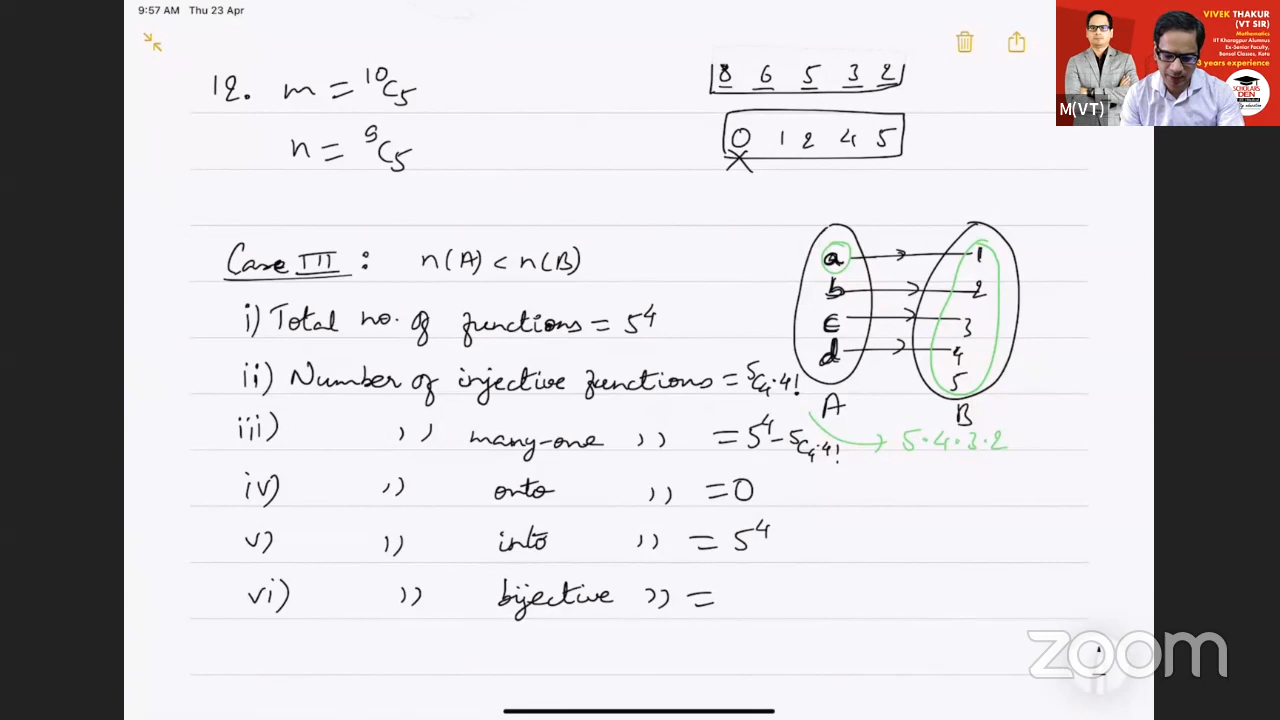 9:57 AM Thu 23 Apr
VIVEK THAKUR
(VT SIR)
Mathematics
IIT Kharagpur Alumnus
Ex-Senior Faculty,
Bansal Classes, Kota
years experience
SCHOLARS
DEN
M(VT)
12. m = ¹⁰C₅
n = ⁹C₅
8 6 5 3 2
0 1 2 4 5
X
Case III : n(A) < n(B)
i) Total no. of functions = 5⁴
ii) Number of injective functions = ⁵C₄·4!
iii) ,, many-one ,, = 5⁴ - ⁵C₄·4!
→ 5·4·3·2
iv) ,, onto ,, = 0
v) ,, into ,, = 5⁴
vi) ,, bijective ,, =
a 1
b 2
c 3
d 4
5
A B
zoom